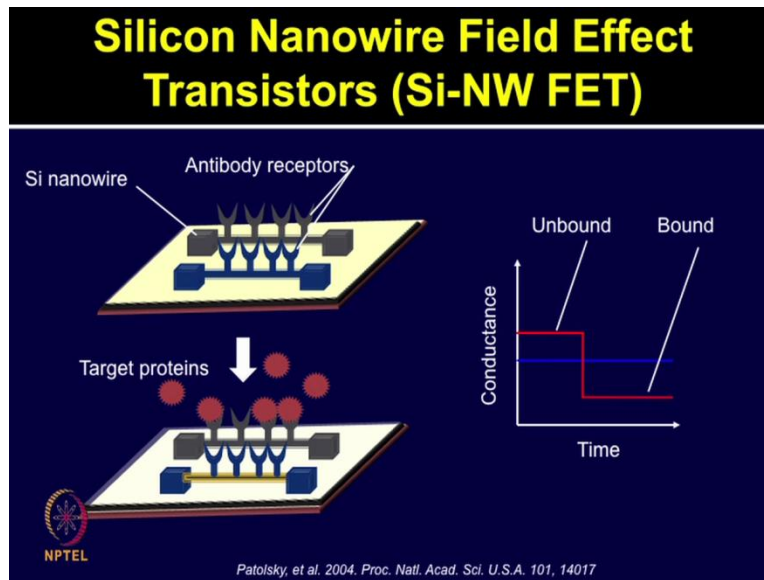 Silicon Nanowire Field Effect
Transistors (Si-NW FET)
Si nanowire
Antibody receptors
Target proteins
Unbound
Bound
Conductance
Time
NPTEL
Patolsky, et al. 2004. Proc. Natl. Acad. Sci. U.S.A. 101, 14017